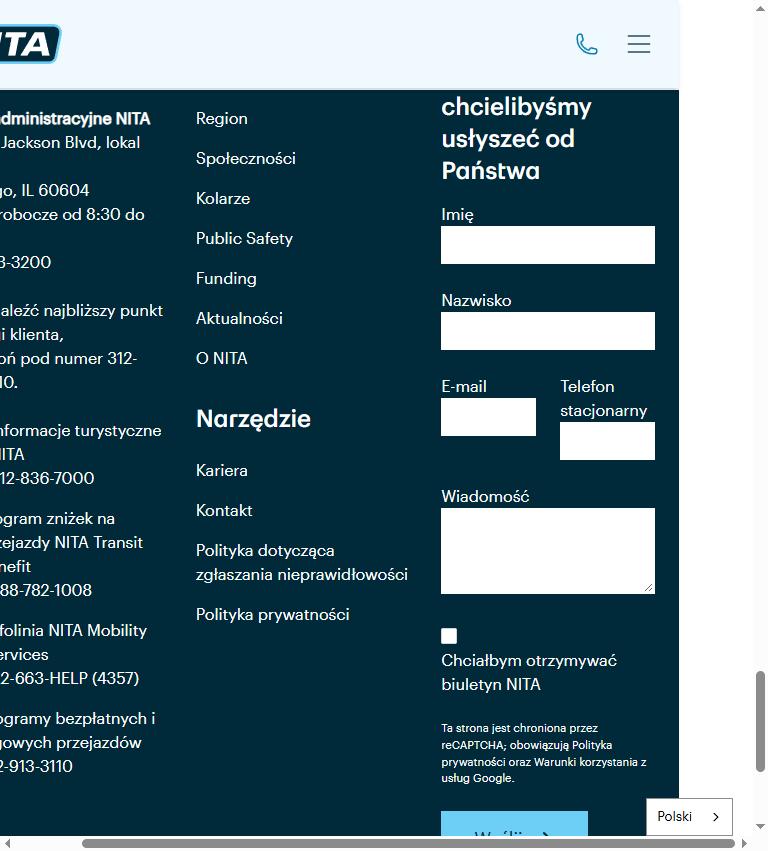 administracyjne NITA
Jackson Blvd, lokal
go, IL 60604
robocze od 8:30 do
3-3200
aleźć najbliższy punkt
i klienta,
oń pod numer 312-
10.
nformacje turystyczne
NITA
12-836-7000
ogram zniżek na
zejazdy NITA Transit
nefit
88-782-1008
folinia NITA Mobility
ervices
2-663-HELP (4357)
ogramy bezpłatnych i
gowych przejazdów
2-913-3110
Region
Społeczności
Kolarze
Public Safety
Funding
Aktualności
O NITA
Narzędzie
Kariera
Kontakt
Polityka dotycząca
zgłaszania nieprawidłowości
Polityka prywatności
chcielibyśmy
usłyszeć od
Państwa
Imię
Nazwisko
E-mail
Telefon
stacjonarny
Wiadomość
Chciałbym otrzymywać
biuletyn NITA
Ta strona jest chroniona przez
reCAPTCHA; obowiązują Polityka
prywatności oraz Warunki korzystania z
usług Google.
Wyślij
Polski